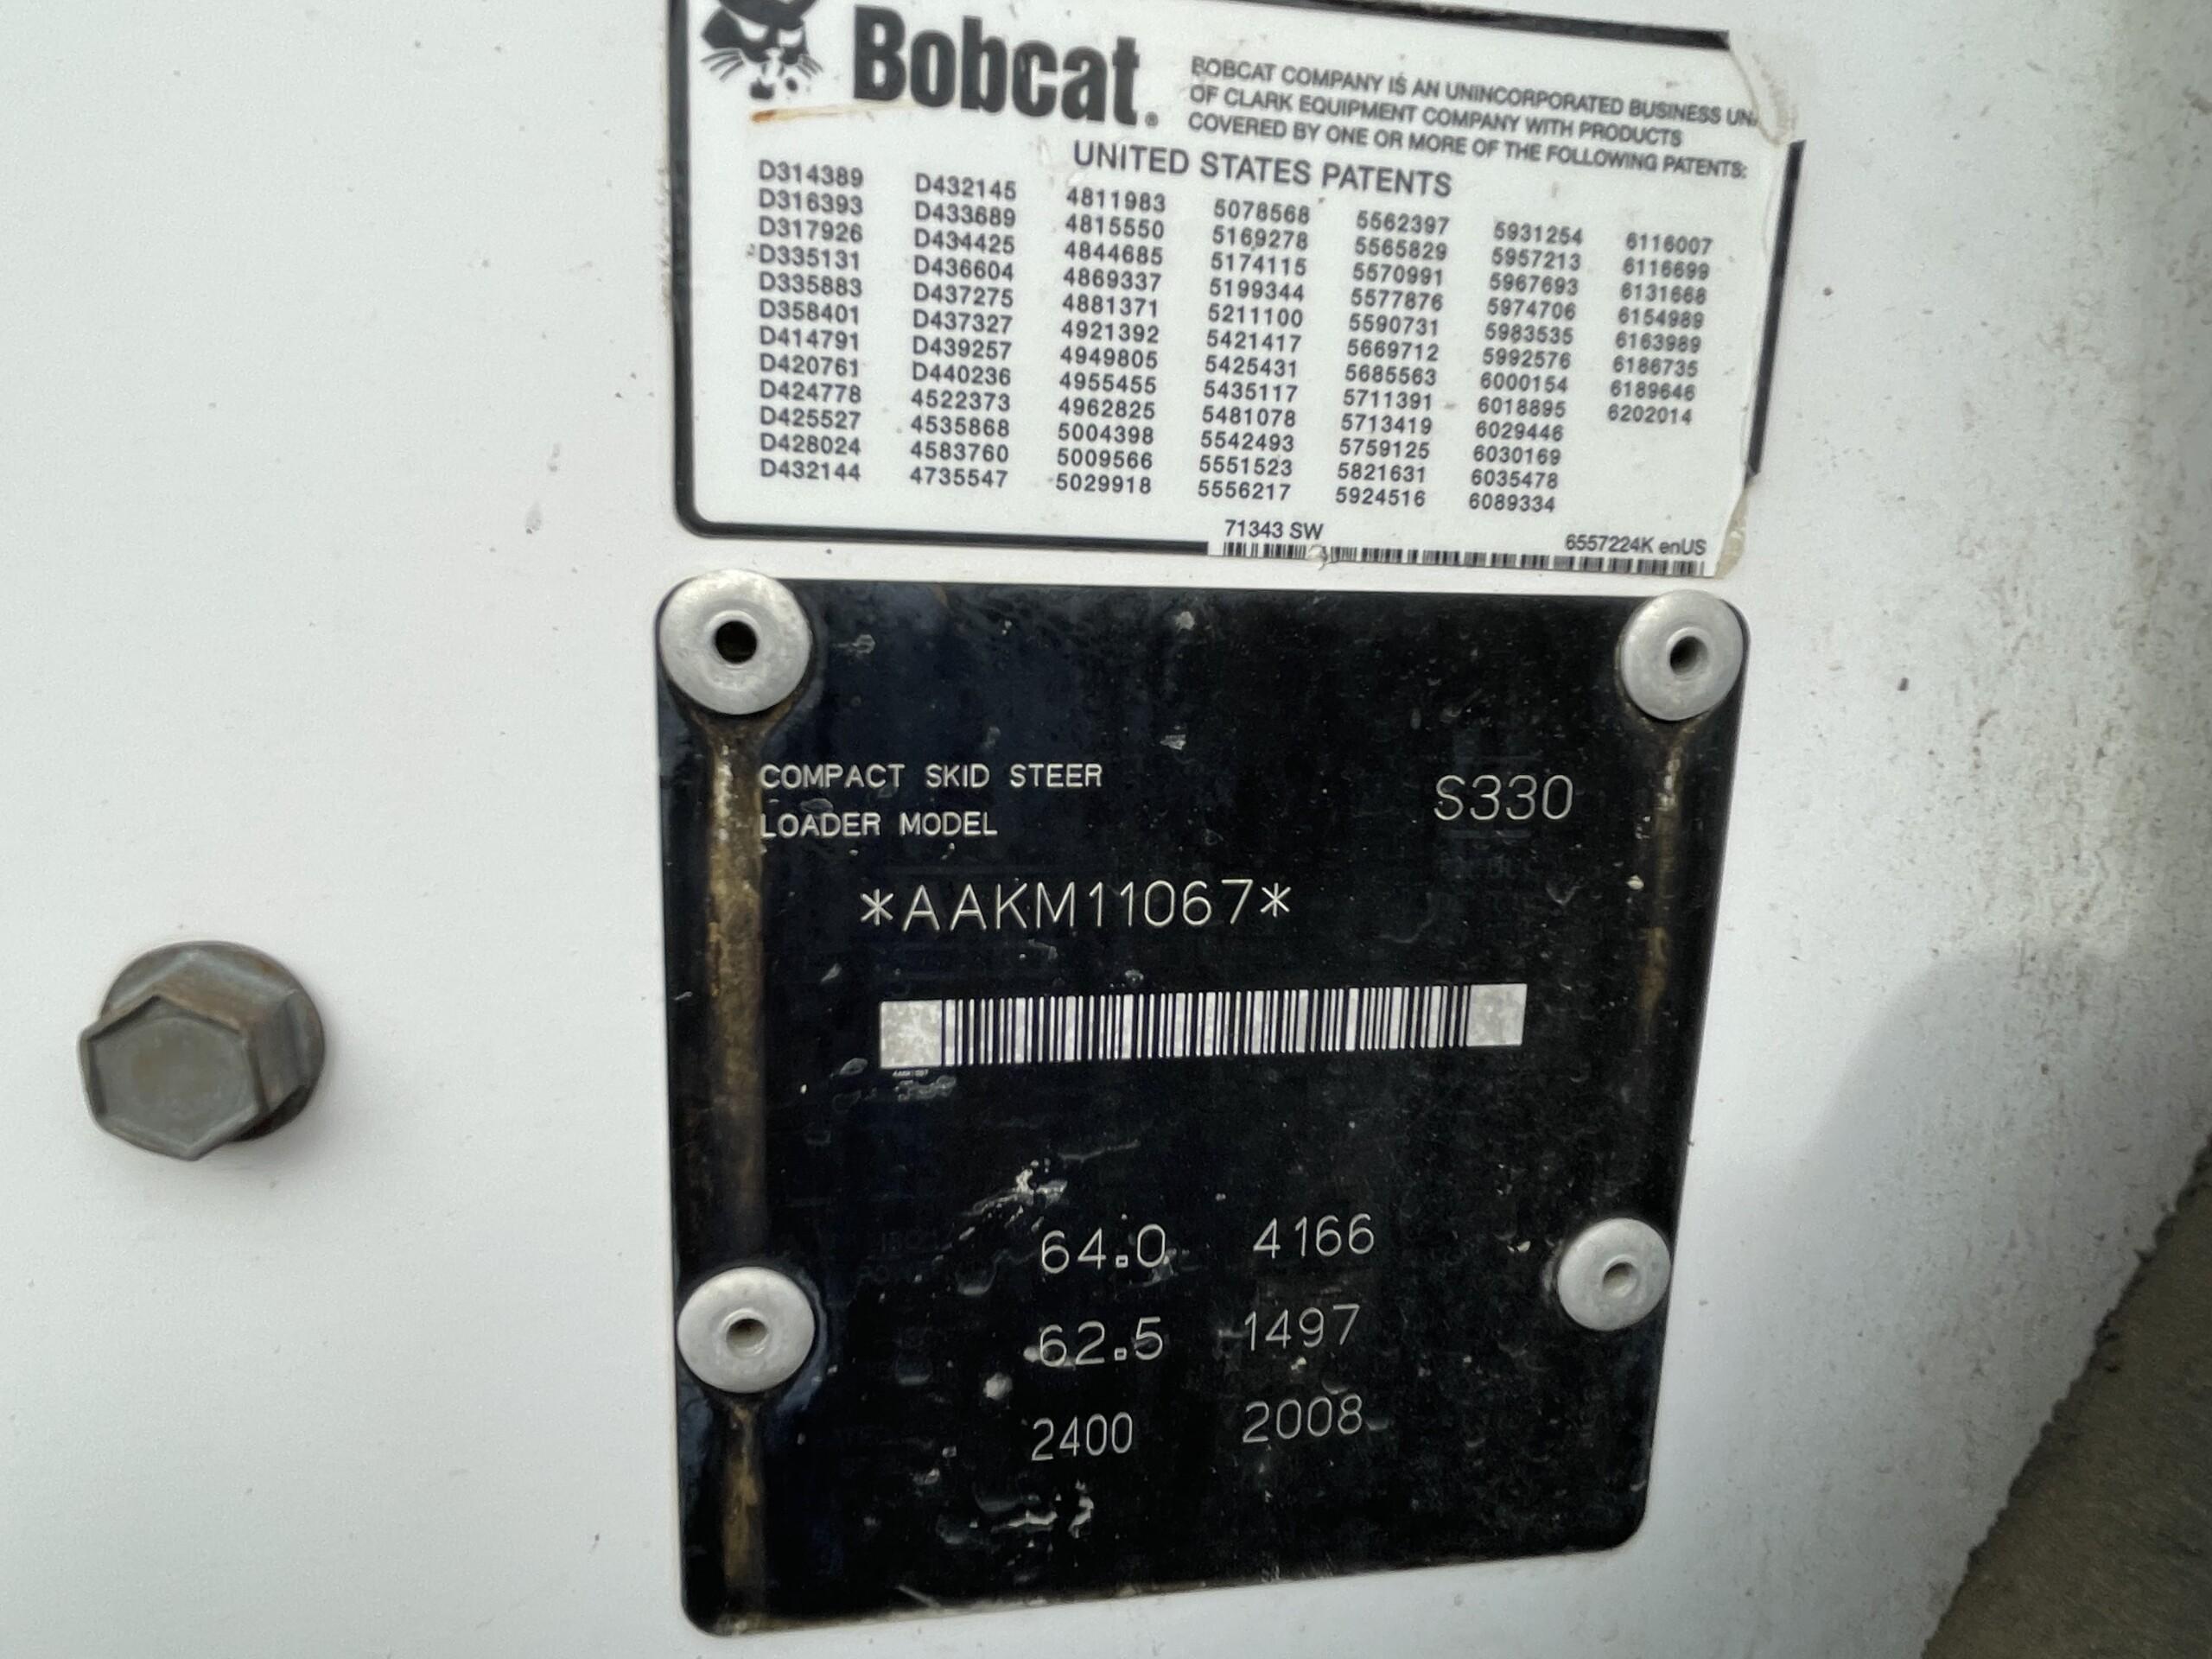 Bobcat®
BOBCAT COMPANY IS AN UNINCORPORATED BUSINESS
OF CLARK EQUIPMENT COMPANY WITH PRODUCTS
COVERED BY ONE OR MORE OF THE FOLLOWING PATENTS:
UNITED STATES PATENTS
D314389 D432145 4811983 5078568 5562397 5931254 6116007
D316393 D433689 4815550 5169278 5565829 5957213 6116699
D317926 D434425 4844685 5174115 5570991 5967693 6131668
D335131 D436604 4869337 5199344 5577876 5974706 6154989
D335883 D437275 4881371 5211100 5590731 5983535 6163989
D358401 D437327 4921392 5421417 5669712 5992576 6186735
D414791 D439257 4949805 5425431 5685563 6000154 6189646
D420761 D440236 4955455 5435117 5711391 6018895 6202014
D424778 4522373 4962825 5481078 5713419 6029446
D425527 4535868 5004398 5542493 5759125 6030169
D428024 4583760 5009566 5551523 5821631 6035478
D432144 4735547 5029918 5556217 5924516 6089334
71343 SW 6557224K enUS
COMPACT SKID STEER
LOADER MODEL S330
*AAKM11067*
64.0 4166
62.5 1497
2400 2008